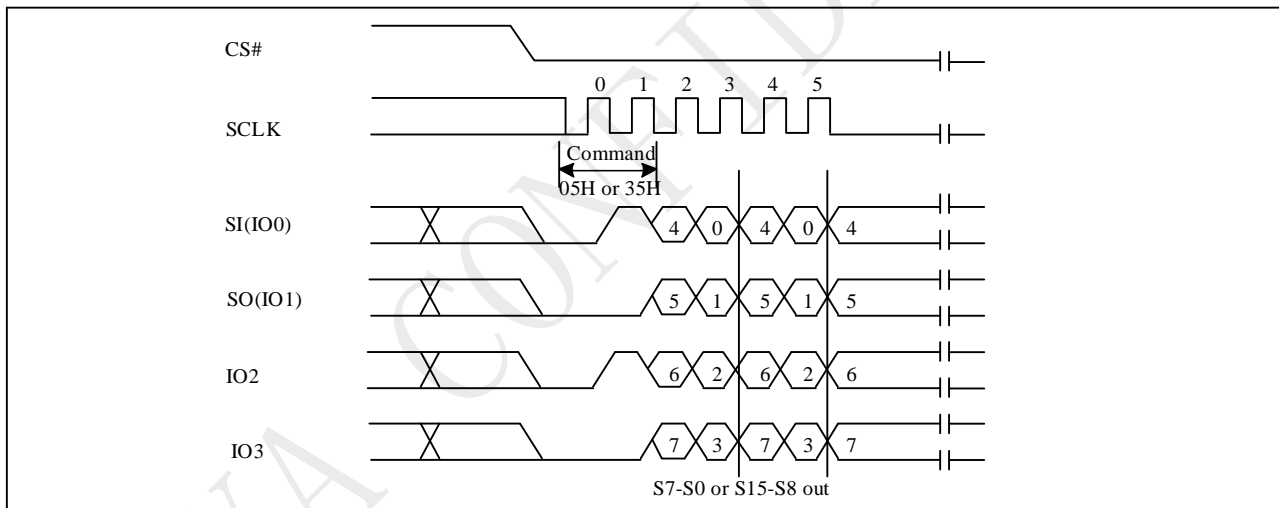 CS#
0 1 2 3 4 5
SCLK
Command
05H or 35H
SI(IO0)
4 0 4 0 4
SO(IO1)
5 1 5 1 5
IO2
6 2 6 2 6
IO3
7 3 7 3 7
S7-S0 or S15-S8 out